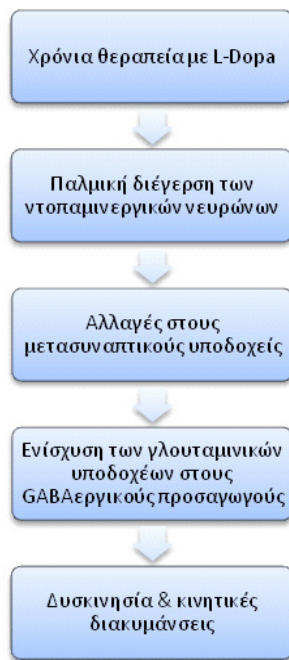 Χρόνια θεραπεία με L-Dopa
Παλμική διέγερση των
ντοπαμινεργικών νευρώνων
Αλλαγές στους
μετασυναπτικούς υποδοχείς
Ενίσχυση των γλουταμινικών
υποδοχέων στους
GABAεργικούς προσαγωγούς
Δυσκινησία & κινητικές
διακυμάνσεις